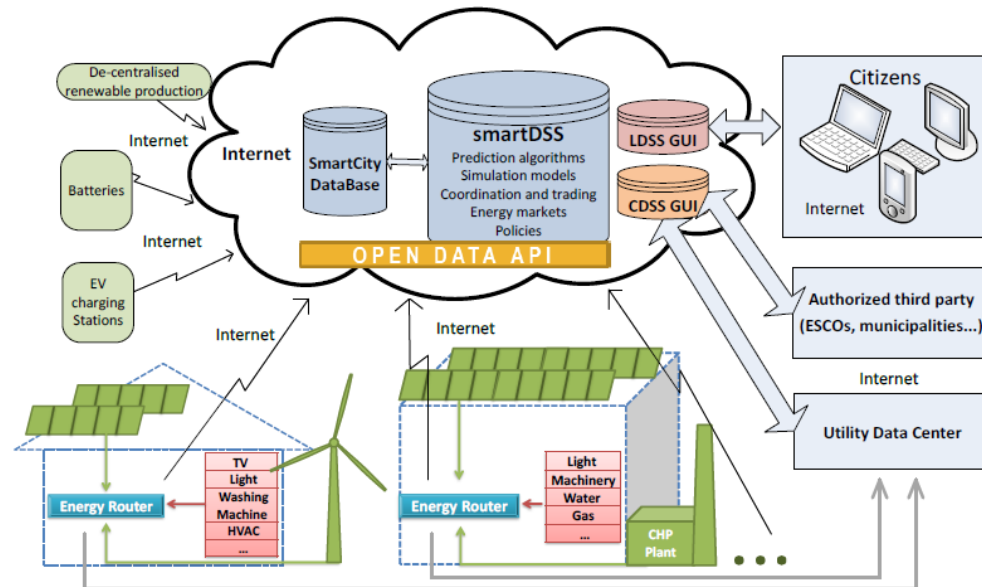 De-centralised
renewable production
Internet
Batteries
Internet
EV
charging
Stations
Internet
SmartCity
DataBase
smartDSS
Prediction algorithms
Simulation models
Coordination and trading
Energy markets
Policies
OPEN DATA API
LDSS GUI
CDSS GUI
Citizens
Internet
Authorized third party
(ESCOs, municipalities...)
Internet
Utility Data Center
Internet
Internet
Energy Router
TV
Light
Washing
Machine
HVAC
...
Energy Router
Light
Machinery
Water
Gas
...
CHP
Plant